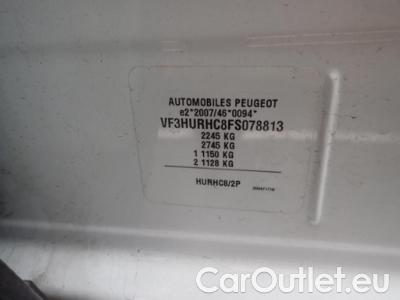 AUTOMOBILES PEUGEOT
e2*2007/46*0094*
VF3HURHC8FS078813
2245 KG
2745 KG
1 1150 KG
2 1128 KG
HURHC8/2P
CarOutlet.eu